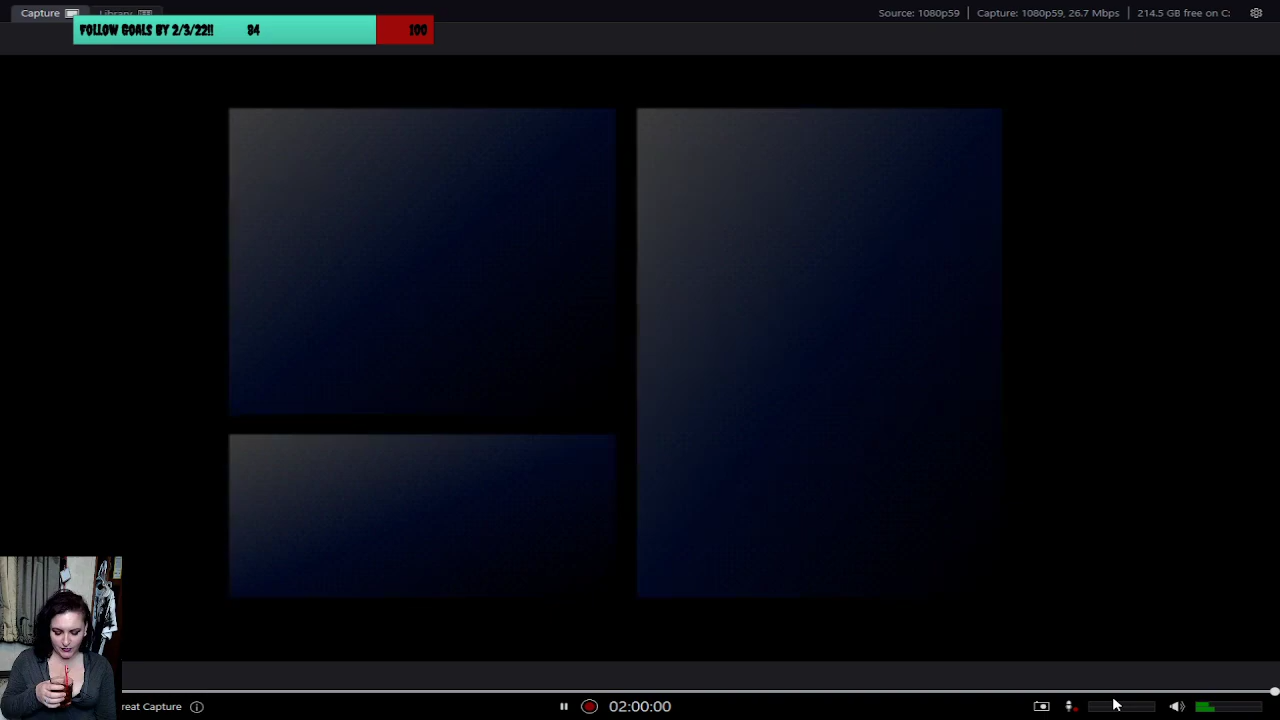 Capture
Library
Source: 1080p59
Capture: 1080p59, 26.7 Mbps
214.5 GB free on C:
FOLLOW GOALS BY 2/3/22!! 84 100
reat Capture
02:00:00